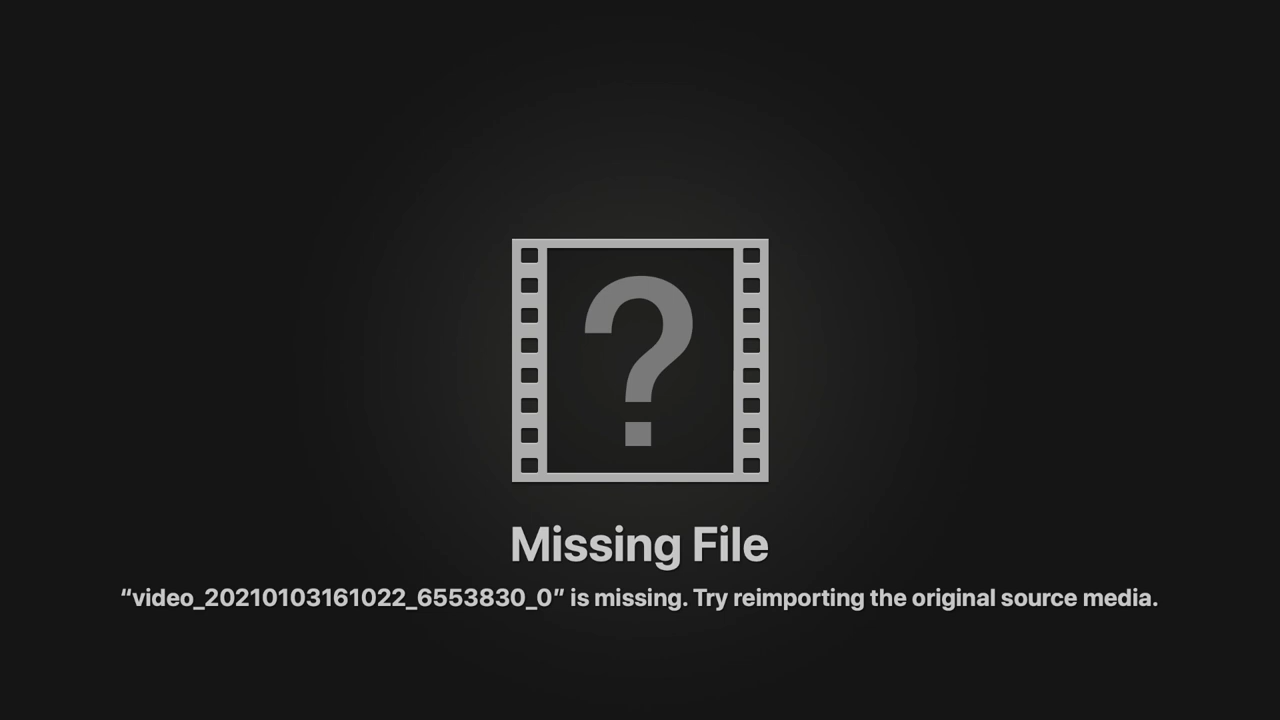 ?
Missing File
“video_20210103161022_6553830_0” is missing. Try reimporting the original source media.